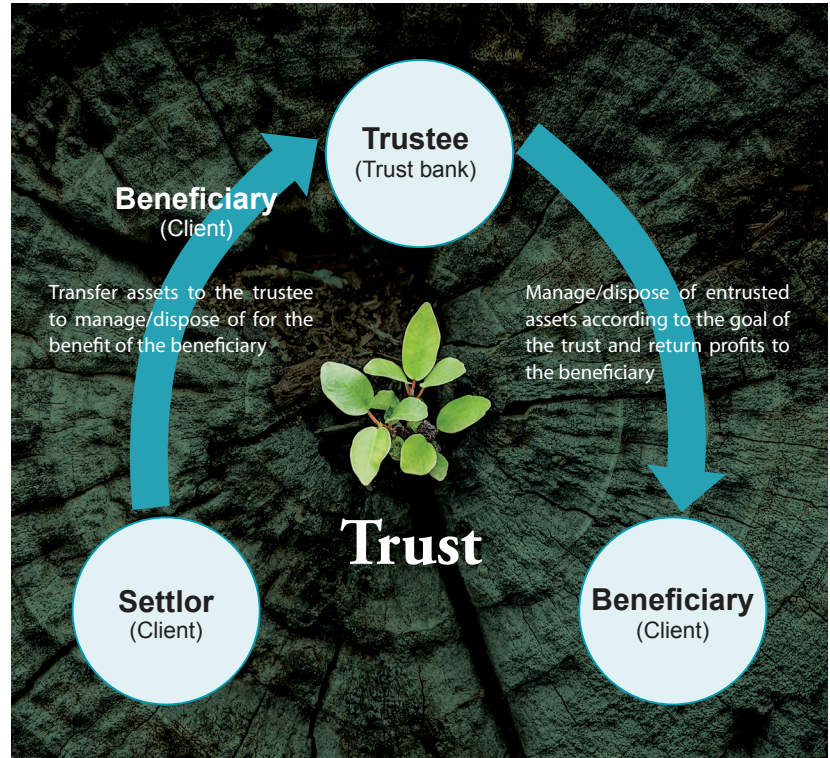 Trustee
(Trust bank)
Beneficiary
(Client)
Transfer assets to the trustee
to manage/dispose of for the
benefit of the beneficiary
Manage/dispose of entrusted
assets according to the goal of
the trust and return profits to
the beneficiary
Trust
Settlor
(Client)
Beneficiary
(Client)